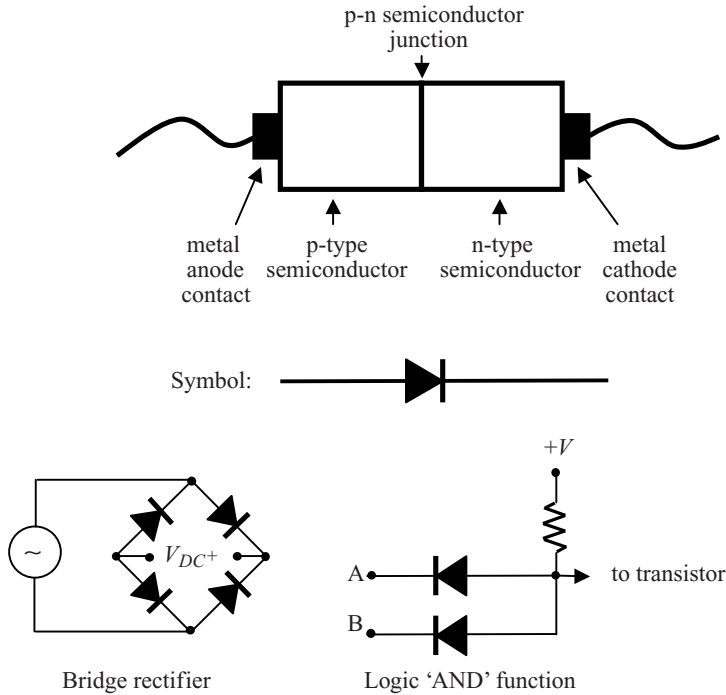 p-n semiconductor
junction
metal
anode
contact
p-type
semiconductor
n-type
semiconductor
metal
cathode
contact
Symbol:
~
V_DC+
Bridge rectifier
+V
A
B
to transistor
Logic ‘AND’ function